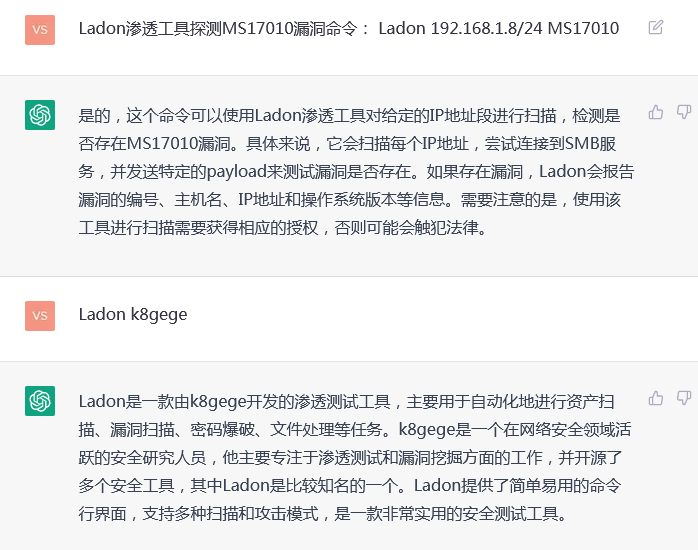 VS
Ladon渗透工具探测MS17010漏洞命令： Ladon 192.168.1.8/24 MS17010
是的，这个命令可以使用Ladon渗透工具对给定的IP地址段进行扫描，检测是
否存在MS17010漏洞。具体来说，它会扫描每个IP地址，尝试连接到SMB服
务，并发送特定的payload来测试漏洞是否存在。如果存在漏洞，Ladon会报告
漏洞的编号、主机名、IP地址和操作系统版本等信息。需要注意的是，使用该
工具进行扫描需要获得相应的授权，否则可能会触犯法律。
VS
Ladon k8gege
Ladon是一款由k8gege开发的渗透测试工具，主要用于自动化地进行资产扫
描、漏洞扫描、密码爆破、文件处理等任务。k8gege是一个在网络安全领域活
跃的安全研究人员，他主要专注于渗透测试和漏洞挖掘方面的工作，并开源了
多个安全工具，其中Ladon是比较知名的一个。Ladon提供了简单易用的命令
行界面，支持多种扫描和攻击模式，是一款非常实用的安全测试工具。